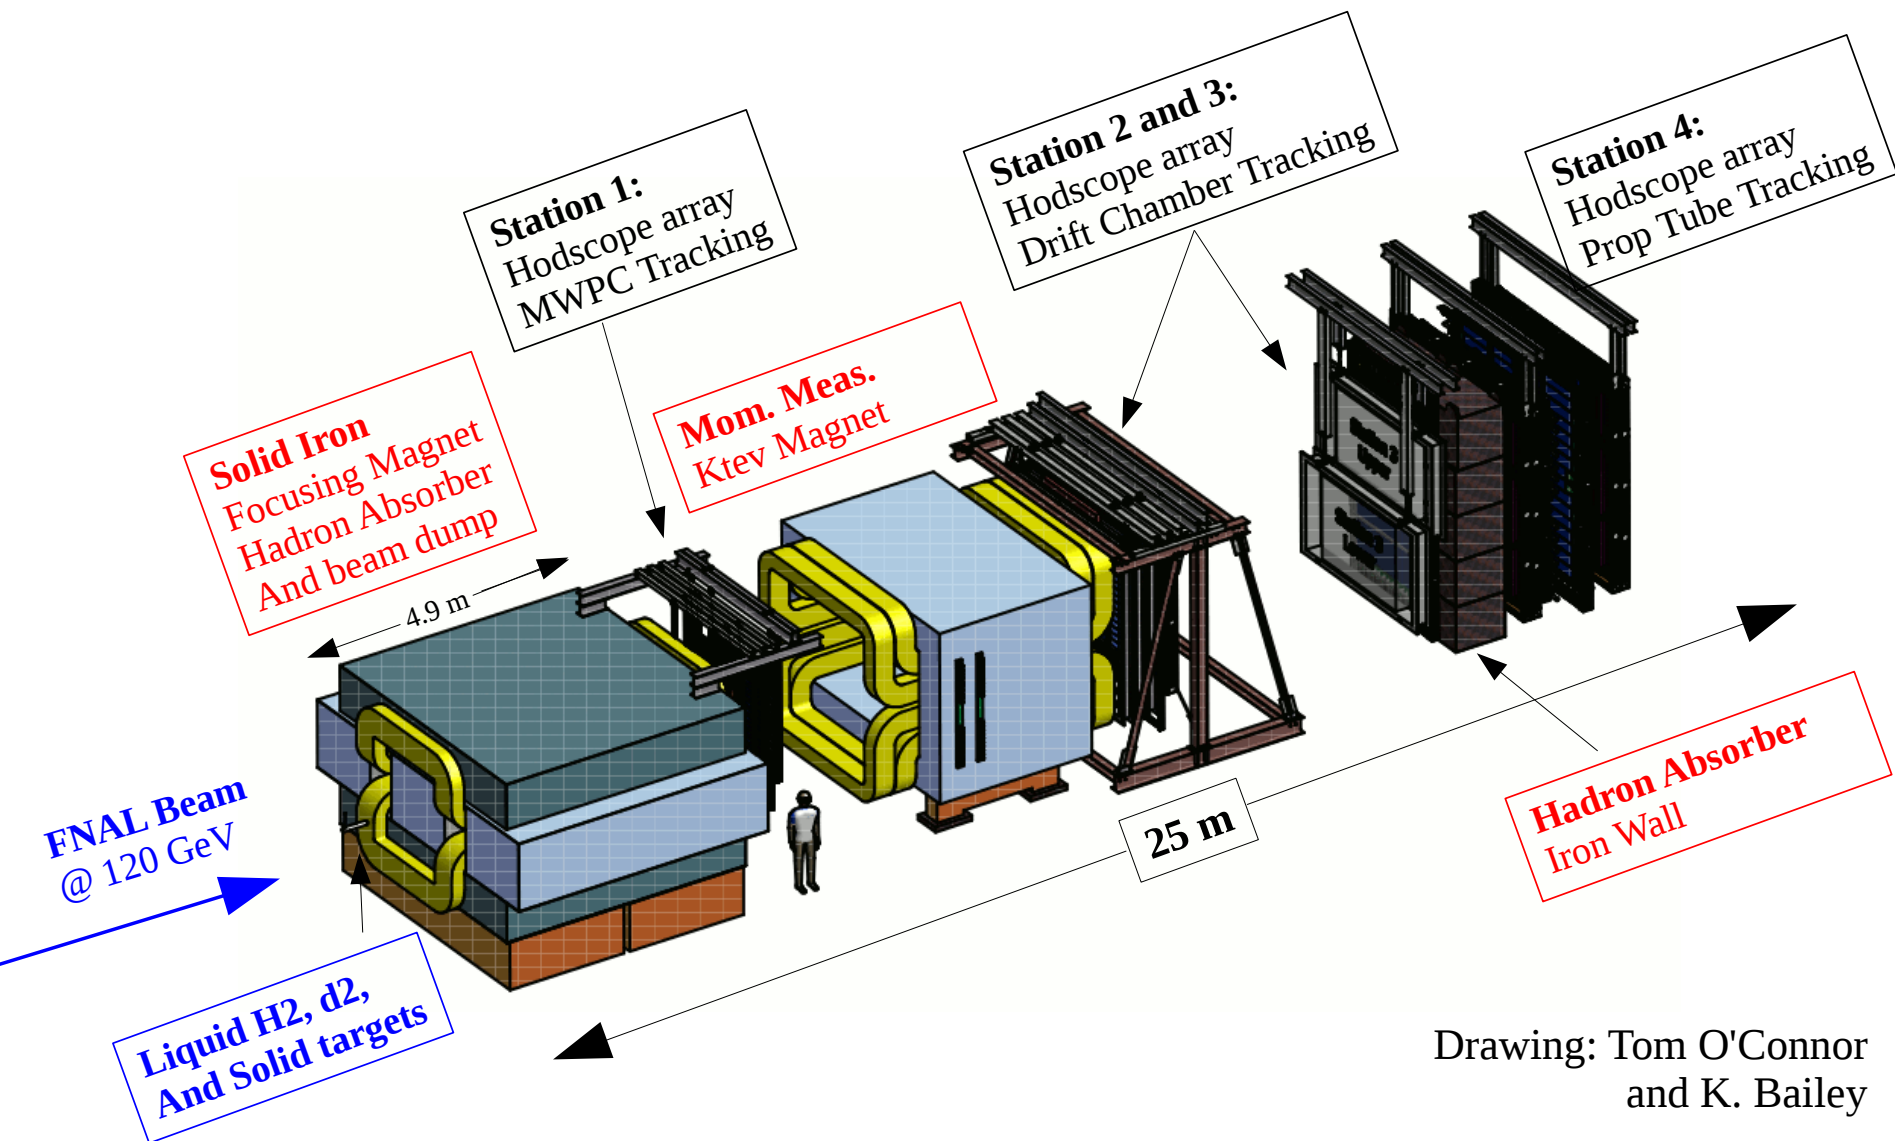 Station 1:
Hodscope array
MWPC Tracking
Station 2 and 3:
Hodscope array
Drift Chamber Tracking
Station 4:
Hodscope array
Prop Tube Tracking
Solid Iron
Focusing Magnet
Hadron Absorber
And beam dump
Mom. Meas.
Ktev Magnet
4.9 m
Station 3
Upper
FNAL Beam
@ 120 GeV
25 m
Hadron Absorber
Iron Wall
Liquid H2, d2,
And Solid targets
Drawing: Tom O'Connor
and K. Bailey